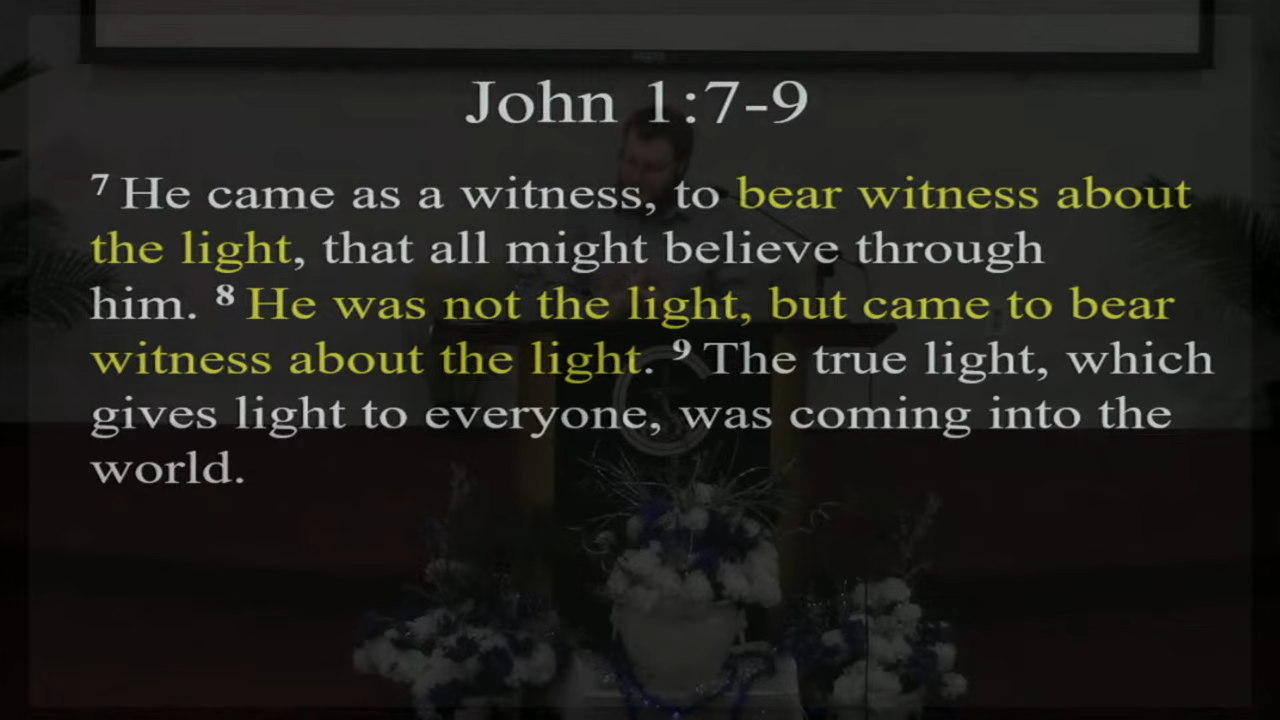 John 1:7-9
7 He came as a witness, to bear witness about
the light, that all might believe through
him. 8 He was not the light, but came to bear
witness about the light. 9 The true light, which
gives light to everyone, was coming into the
world.